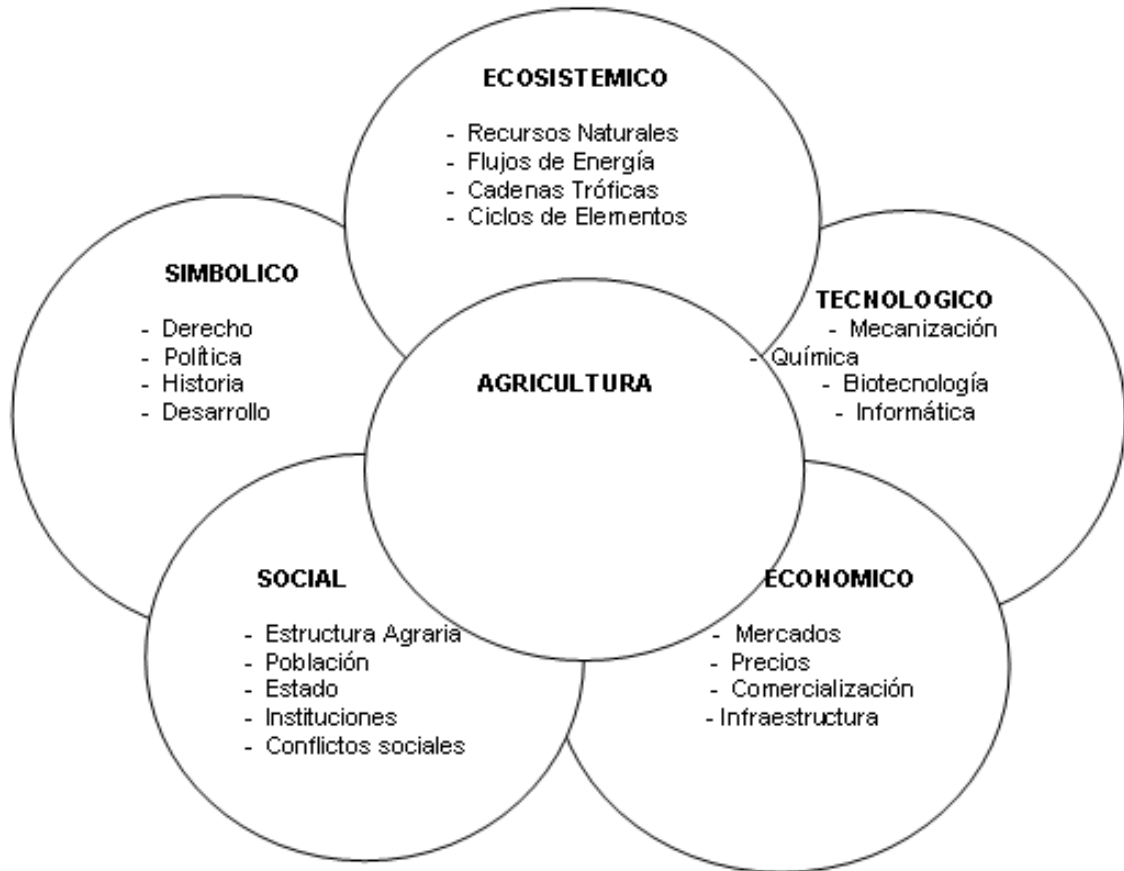 ECOSISTEMICO
- Recursos Naturales
- Flujos de Energía
- Cadenas Tróficas
- Ciclos de Elementos
SIMBOLICO
- Derecho
- Política
- Historia
- Desarrollo
TECNOLOGICO
- Mecanización
- Química
- Biotecnología
- Informática
AGRICULTURA
SOCIAL
- Estructura Agraria
- Población
- Estado
- Instituciones
- Conflictos sociales
ECONOMICO
- Mercados
- Precios
- Comercialización
-Infraestructura